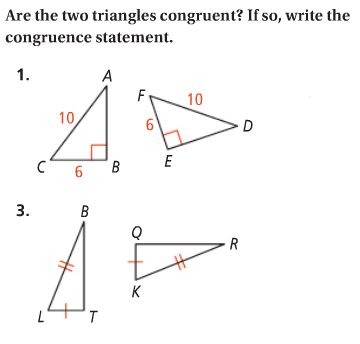 Are the two triangles congruent? If so, write the
congruence statement.
1.
A
F
10
10
6
D
C
6
B
E
3.
B
Q
R
K
L
T